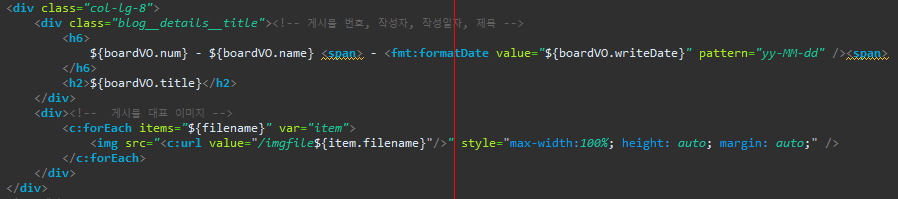 <div class="col-lg-8">
<div class="blog__details__title"><!-- 게시물 번호, 작성자, 작성일자, 제목 -->
<h6>
${boardVO.num} - ${boardVO.name} <span> - <fmt:formatDate value="${boardVO.writeDate}" pattern="yy-MM-dd" /><span>
</h6>
<h2>${boardVO.title}</h2>
</div>
<div><!-- 게시물 대표 이미지 -->
<c:forEach items="${filename}" var="item">
<img src="<c:url value="/imgfile${item.filename}"/>" style="max-width:100%; height: auto; margin: auto;" />
</c:forEach>
</div>
</div>